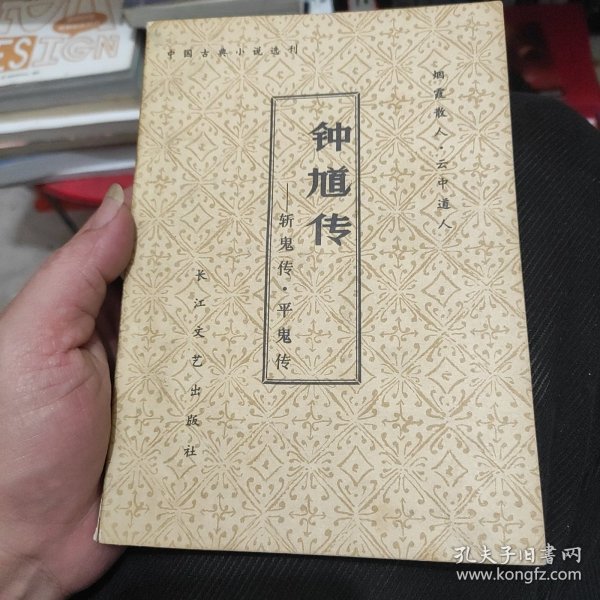 中国古典小说选刊
烟霞散人·云中道人
钟馗传
——斩鬼传·平鬼传
长江文艺出版社
ESIGN
孔夫子旧书网
www.kongfz.com